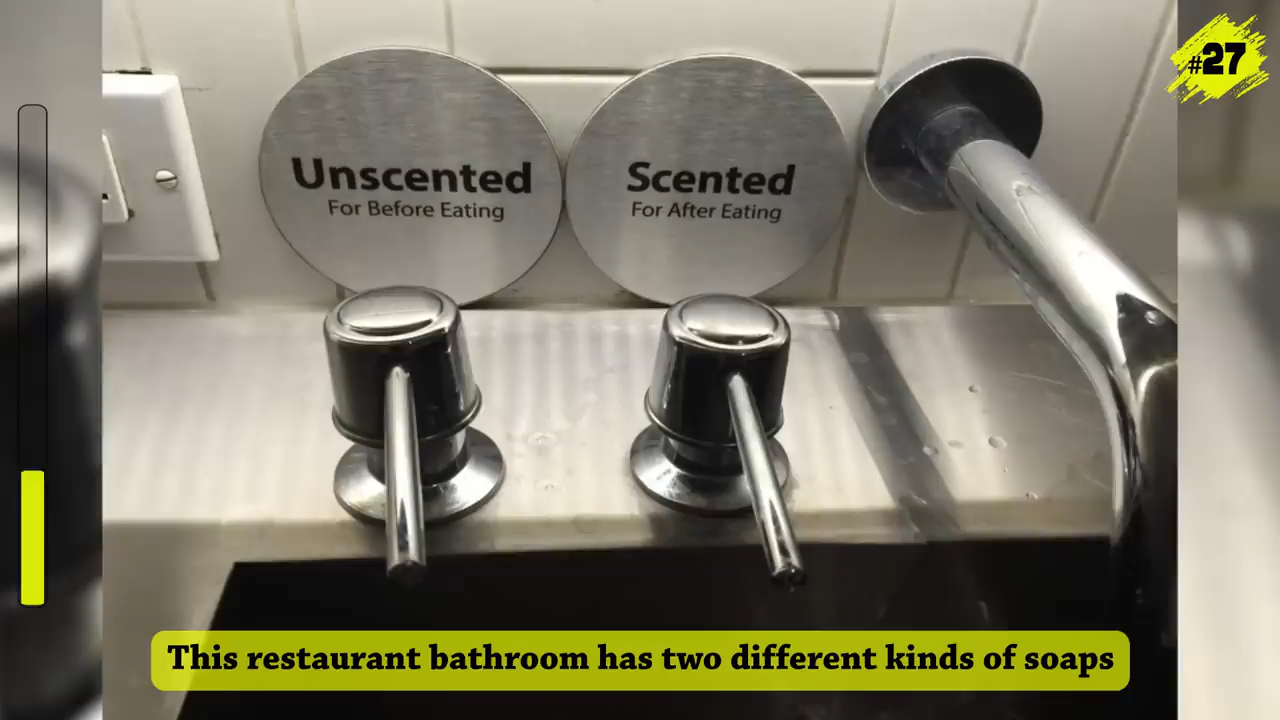 #27
Unscented
For Before Eating
Scented
For After Eating
This restaurant bathroom has two different kinds of soaps